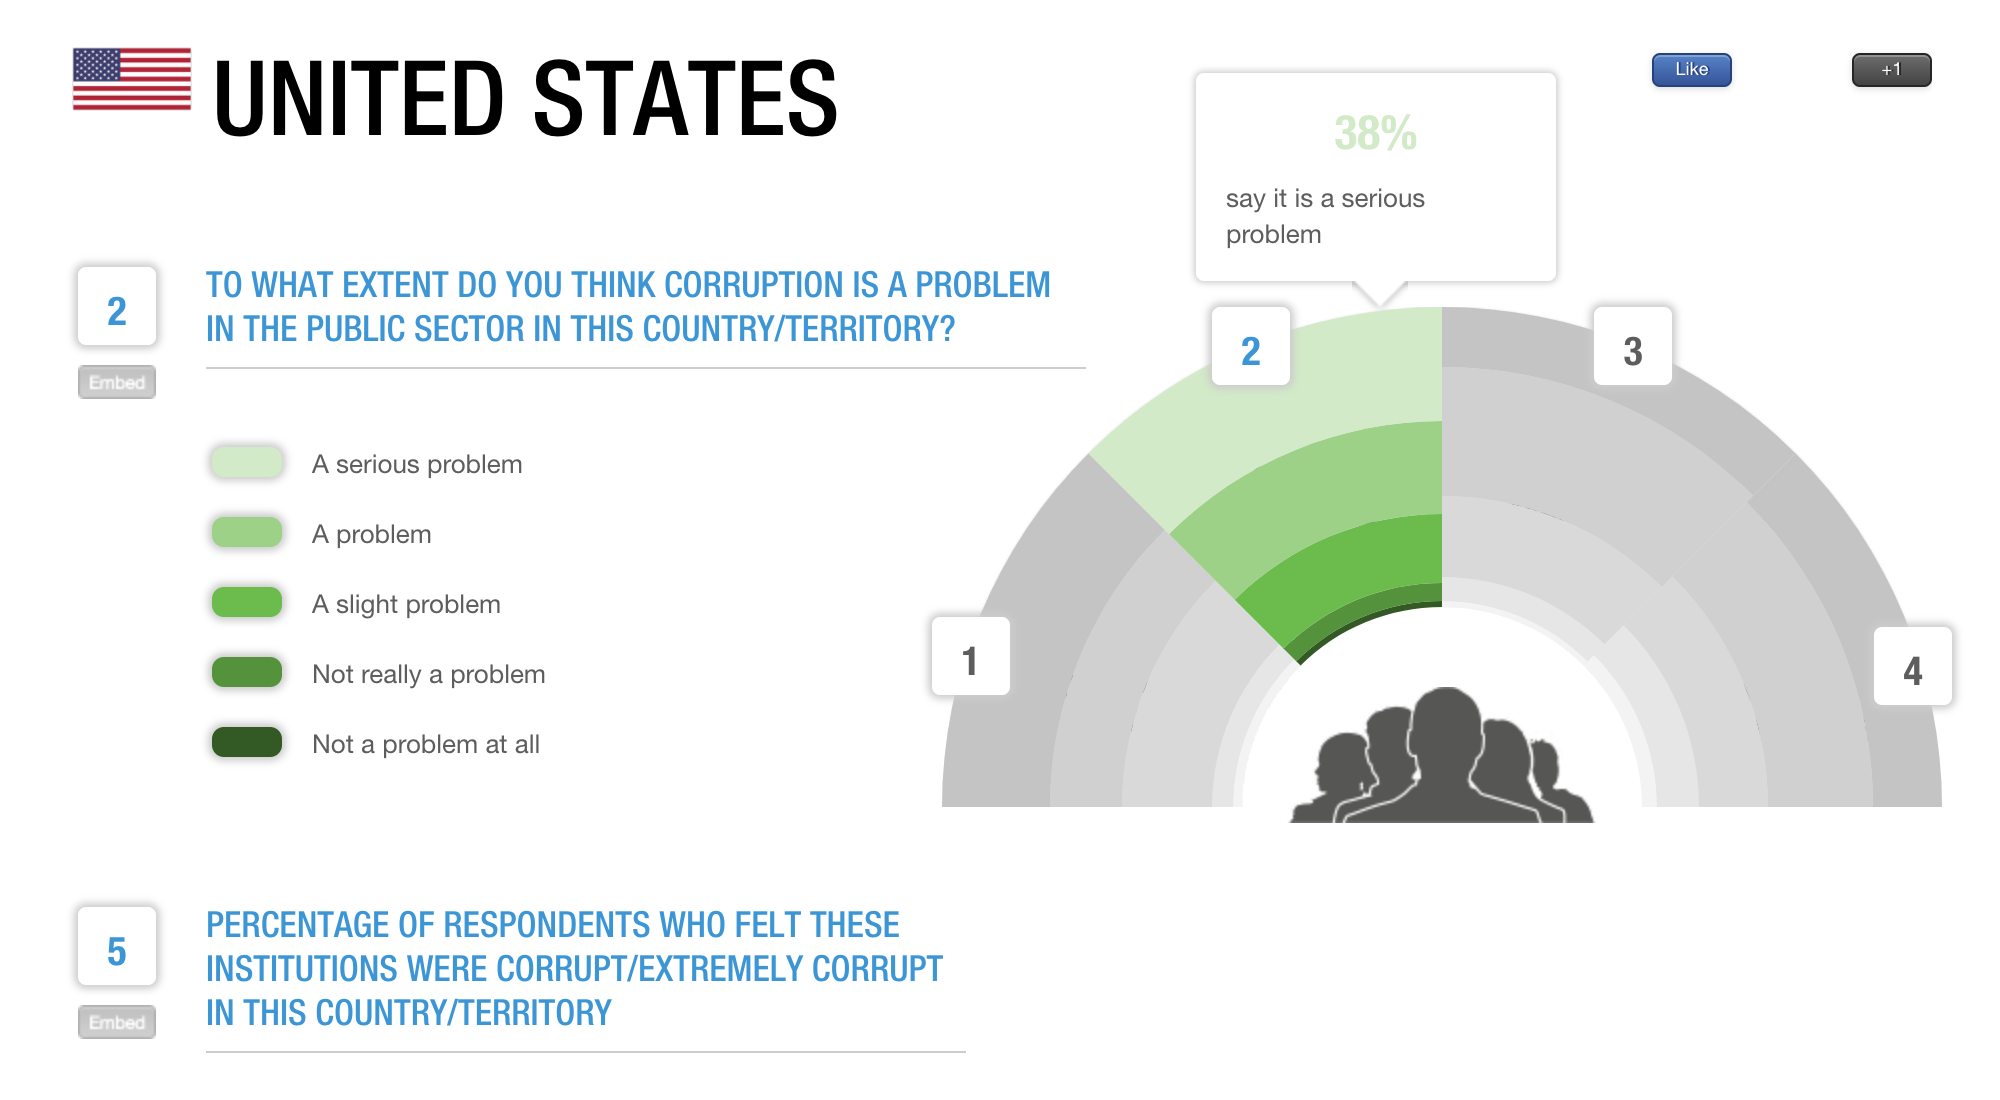 UNITED STATES
Like
+1
38%
say it is a serious
problem
2
TO WHAT EXTENT DO YOU THINK CORRUPTION IS A PROBLEM
IN THE PUBLIC SECTOR IN THIS COUNTRY/TERRITORY?
Embed
A serious problem
A problem
A slight problem
Not really a problem
Not a problem at all
1
2
3
4
5
PERCENTAGE OF RESPONDENTS WHO FELT THESE
INSTITUTIONS WERE CORRUPT/EXTREMELY CORRUPT
IN THIS COUNTRY/TERRITORY
Embed